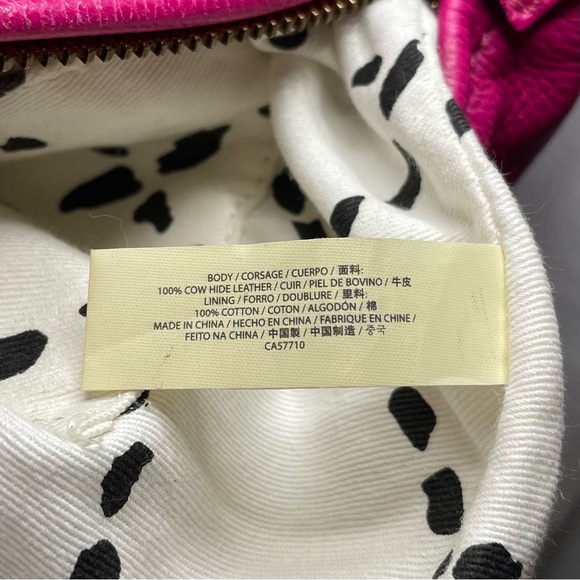 BODY / CORSAGE / CUERPO / 面料:
100% COW HIDE LEATHER / CUIR / PIEL DE BOVINO / 牛皮
LINING / FORRO / DOUBLURE / 里料:
100% COTTON / COTON / ALGODÓN / 棉
MADE IN CHINA / HECHO EN CHINA / FABRIQUE EN CHINE /
FEITO NA CHINA / 中国製 / 中国制造 / 중국
CA57710